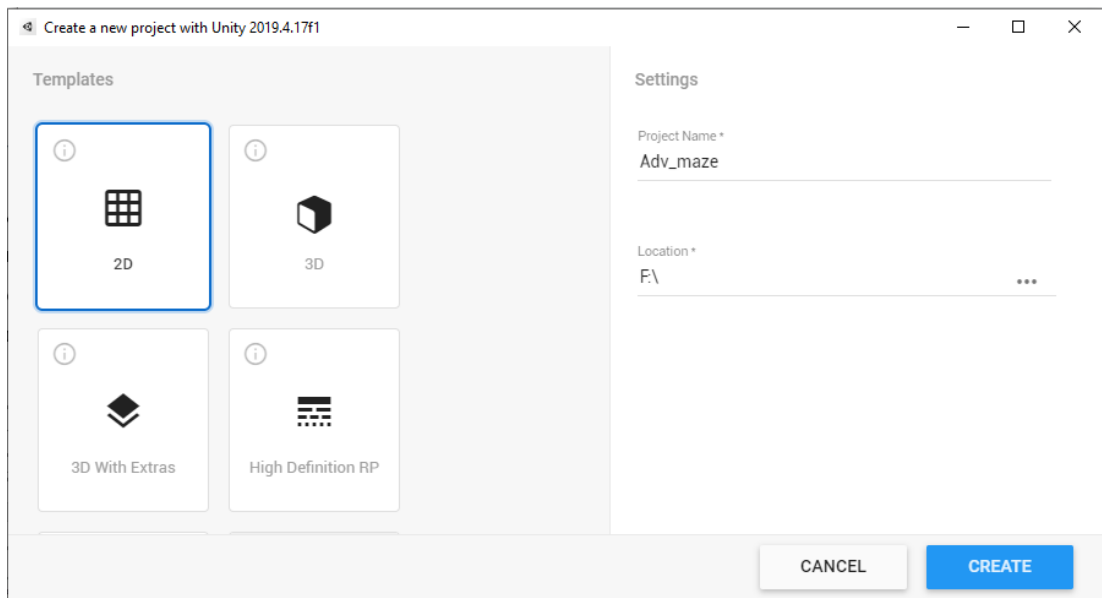 Create a new project with Unity 2019.4.17f1
Templates
2D
3D
3D With Extras
High Definition RP
Settings
Project Name *
Adv_maze
Location *
F:\
CANCEL
CREATE